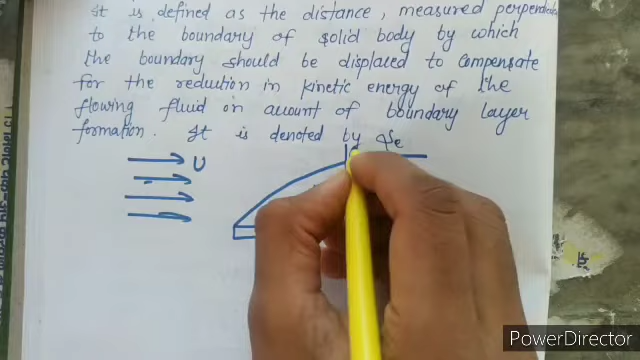 It is defined as the distance, measured perpendicular
to the boundary of solid body by which
the boundary should be displaced to compensate
for the reduction in kinetic energy of the
flowing fluid on account of boundary layer
formation. It is denoted by δe
U
PowerDirector